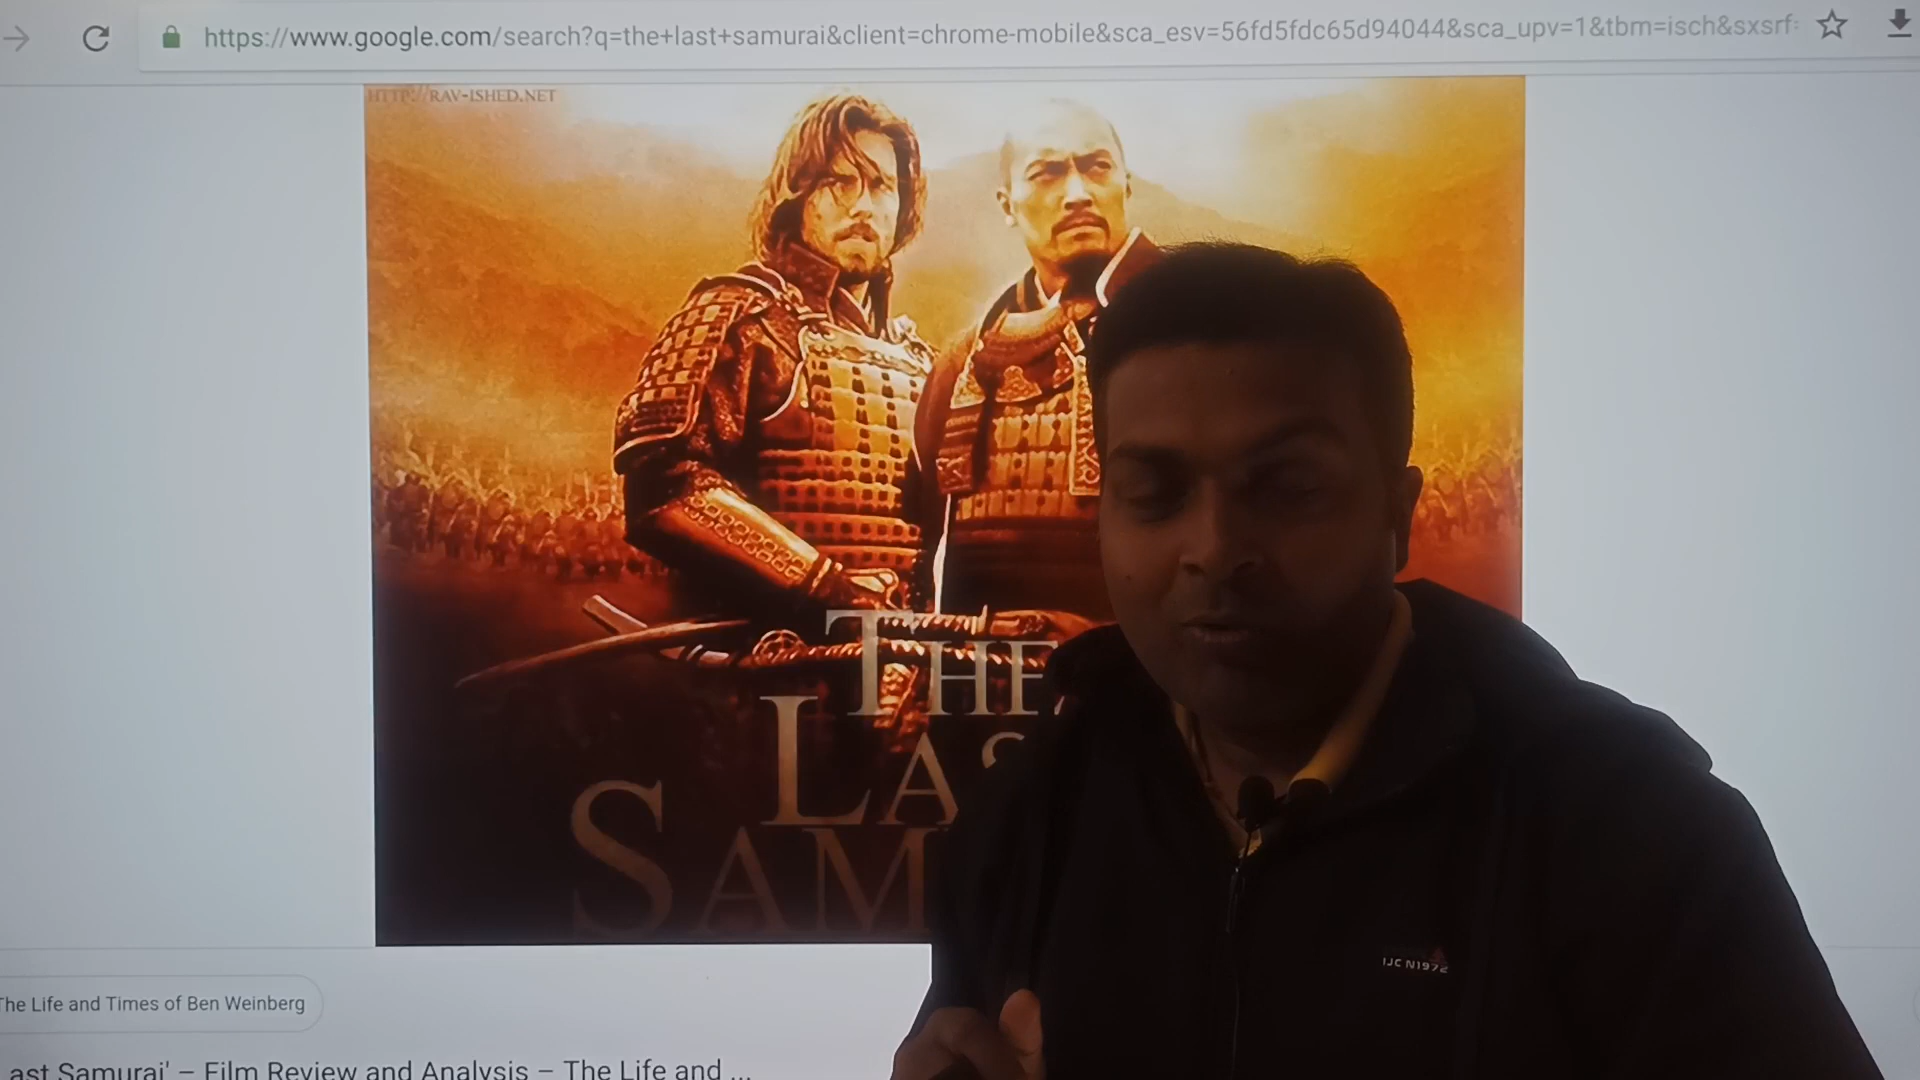 https://www.google.com/search?q=the+last+samurai&client=chrome-mobile&sca_esv=56fd5fdc65d94044&sca_upv=1&tbm=isch&sxsrf=
HTTP://RAV-ISHED.NET
THE
LAS
SAM
IJC N1972
The Life and Times of Ben Weinberg
ast Samurai' – Film Review and Analysis – The Life and ...